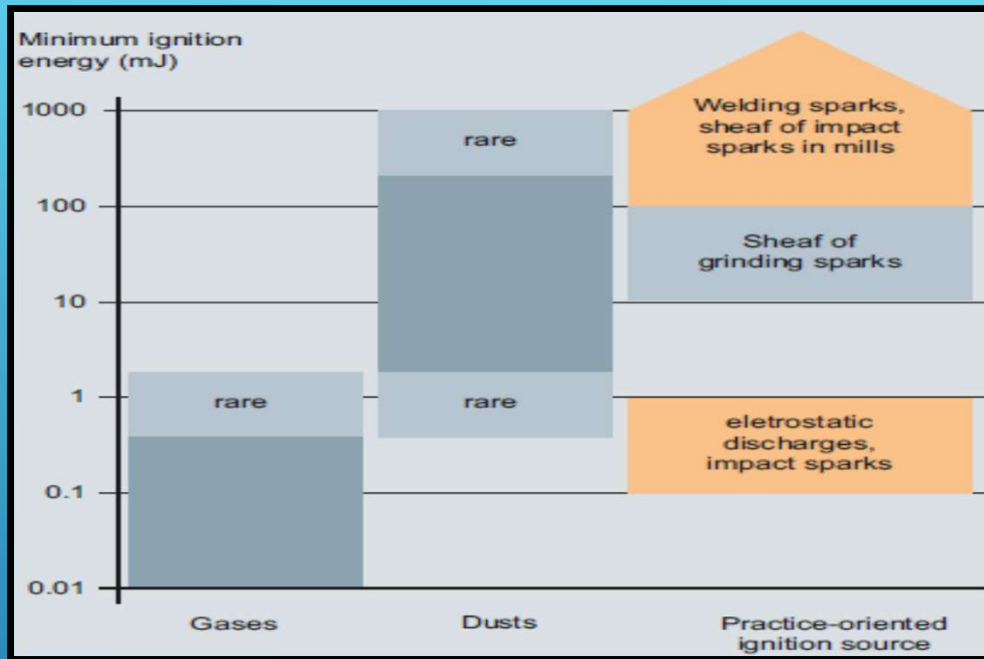 Minimum ignition
energy (mJ)
1000
100
10
1
0.1
0.01
rare
rare
rare
Welding sparks,
sheaf of impact
sparks in mills
Sheaf of
grinding sparks
eletrostatic
discharges,
impact sparks
Gases
Dusts
Practice-oriented
ignition source